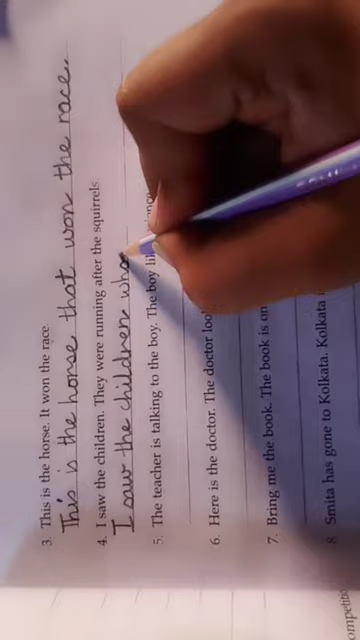 3. This is the horse. It won the race
This is the horse that won the race.
4. I saw the children. They were running after the squirrels
I saw the children who
5. The teacher is talking to the boy. The boy
6. Here is the doctor. The doctor
7. Bring me the book. The book is on
8 Smita has gone to Kolkata. Kolkata